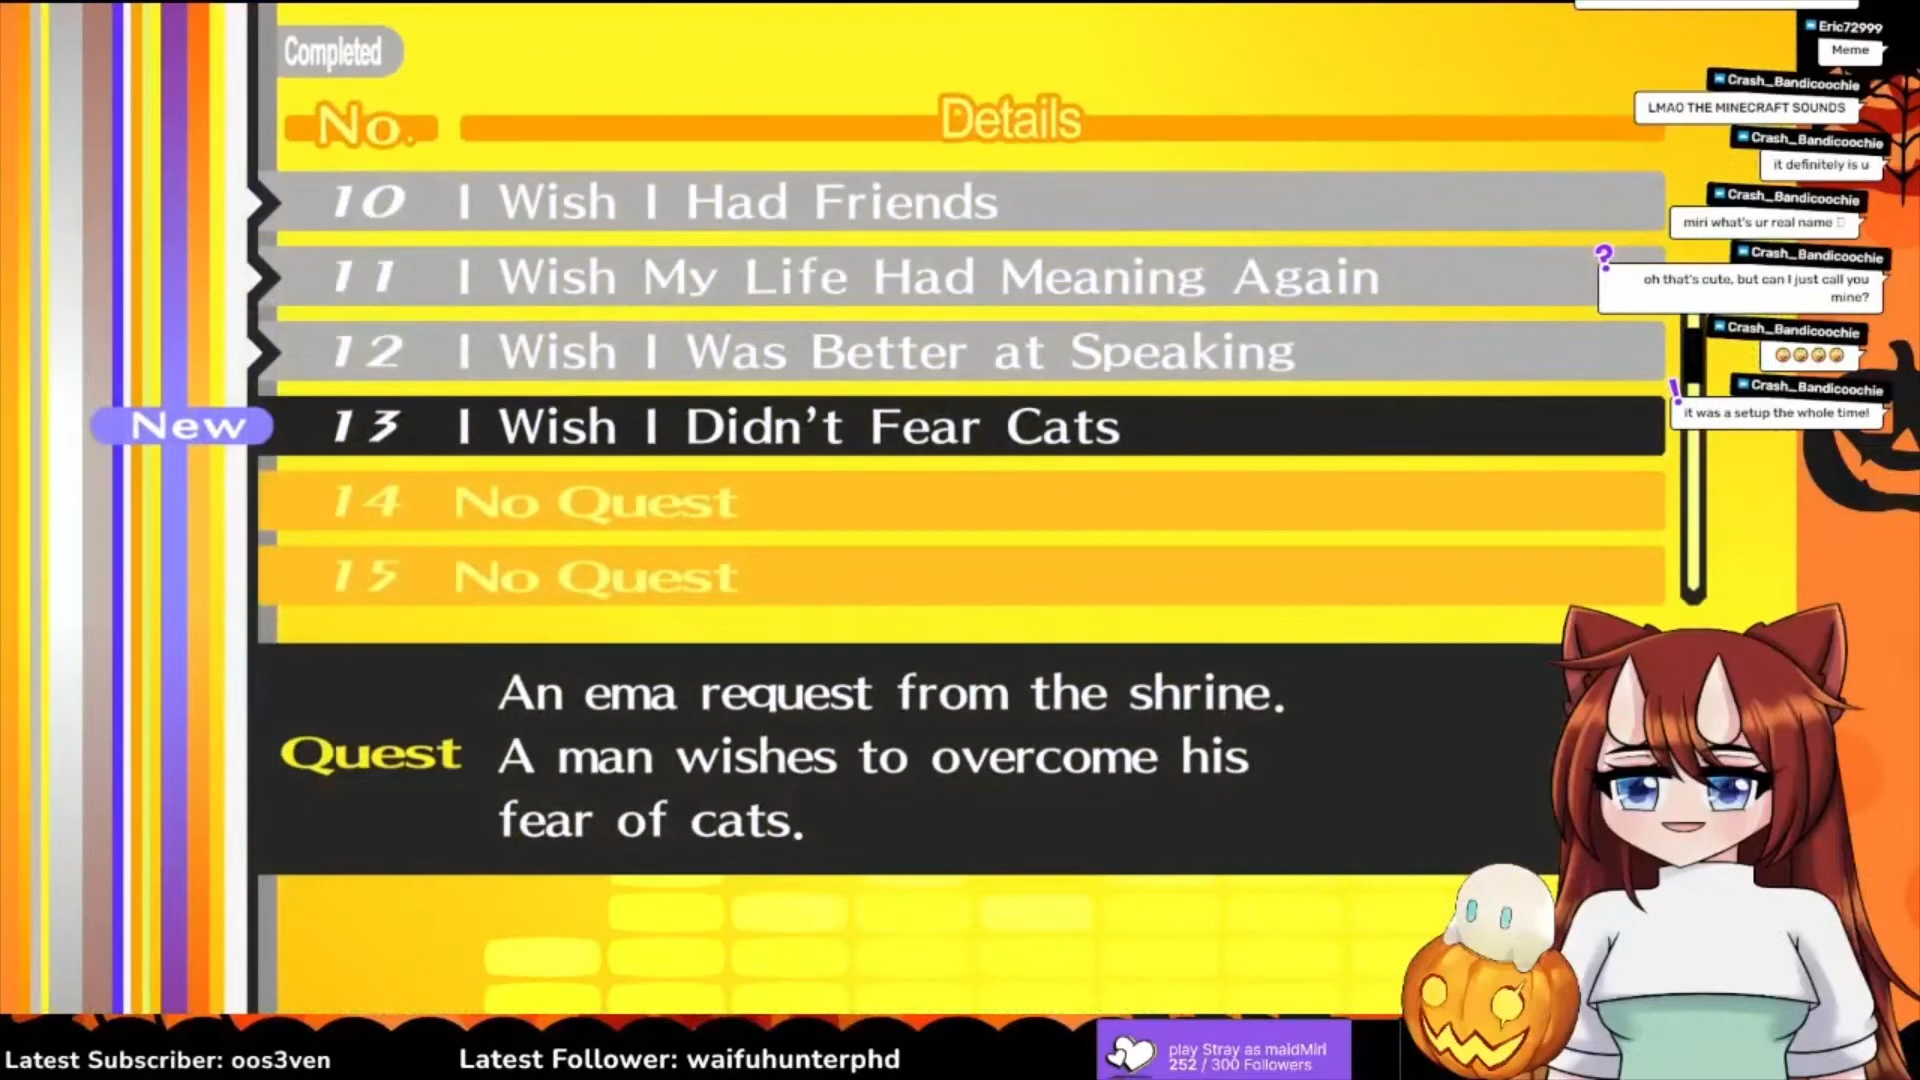 Completed
No.
Details
10 I Wish I Had Friends
11 I Wish My Life Had Meaning Again
12 I Wish I Was Better at Speaking
New 13 I Wish I Didn't Fear Cats
14 No Quest
15 No Quest
Quest
An ema request from the shrine.
A man wishes to overcome his
fear of cats.
Eric72999
Meme
Crash_Bandicoochie
LMAO THE MINECRAFT SOUNDS
Crash_Bandicoochie
it definitely is u
Crash_Bandicoochie
miri what's ur real name
?
Crash_Bandicoochie
oh that's cute, but can I just call you
mine?
Crash_Bandicoochie
!
Crash_Bandicoochie
it was a setup the whole time!
Latest Subscriber: oos3ven
Latest Follower: waifuhunterphd
play Stray as maidMiri
252 / 300 Followers